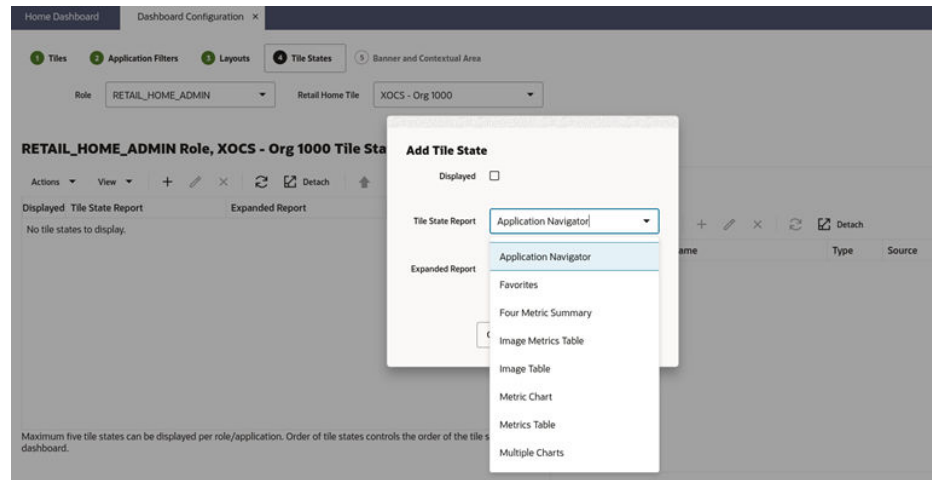 Home Dashboard Dashboard Configuration ×
1 Tiles 2 Application Filters 3 Layouts 4 Tile States 5 Banner and Contextual Area
Role RETAIL_HOME_ADMIN Retail Home Tile XOCS - Org 1000
RETAIL_HOME_ADMIN Role, XOCS - Org 1000 Tile Sta
Actions View Detach
Displayed Tile State Report Expanded Report
No tile states to display.
Maximum five tile states can be displayed per role/application. Order of tile states controls the order of the tile s
dashboard.
Add Tile State
Displayed
Tile State Report Application Navigator
Expanded Report
Application Navigator
Favorites
Four Metric Summary
Image Metrics Table
Image Table
Metric Chart
Metrics Table
Multiple Charts
Detach
ame Type Source